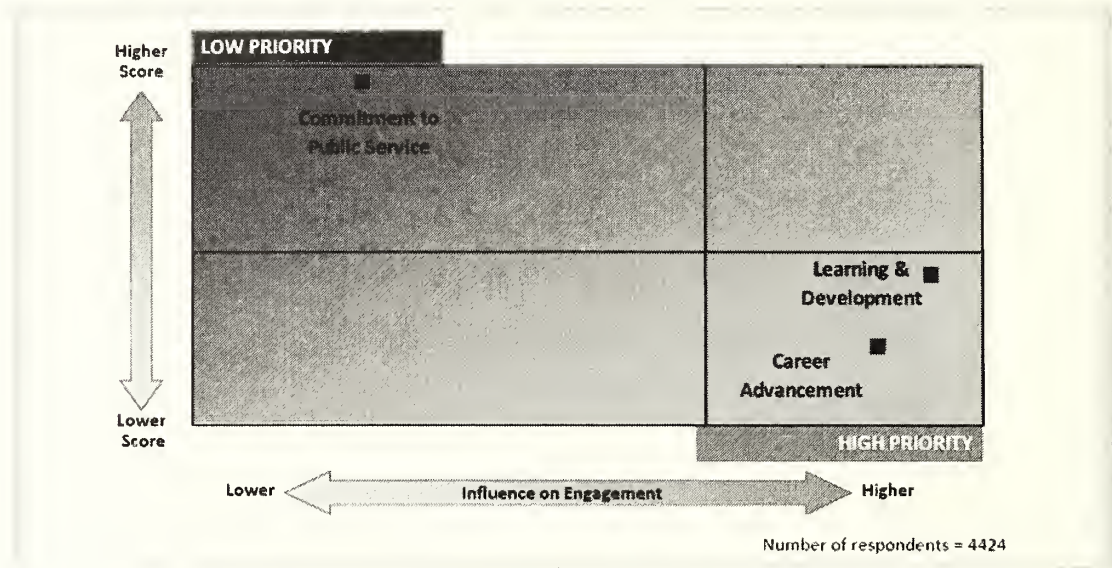 LOW PRIORITY
Higher
Score
Commitment to
Public Service
Learning &
Development
Career
Advancement
Lower
Score
HIGH PRIORITY
Lower
Influence on Engagement
Higher
Number of respondents = 4424